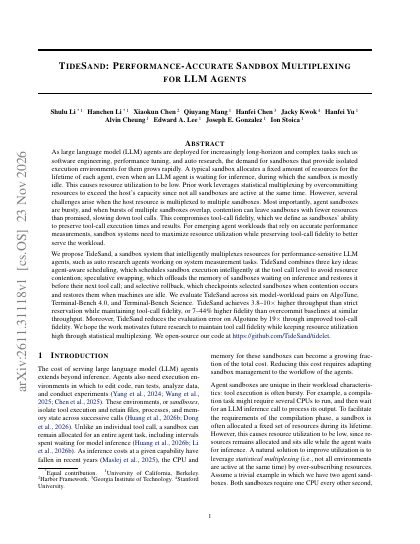 TIDESAND: PERFORMANCE-ACCURATE SANDBOX MULTIPLEXING
FOR LLM AGENTS
Shulu Li * 1 Hanchen Li * 1 Xiaokun Chen 2 Qiuyang Mang 1 Hanfei Chen 3 Jacky Kwok 4 Hanfei Yu 1
Alvin Cheung 1 Edward A. Lee 1 Joseph E. Gonzalez 1 Ion Stoica 1
ABSTRACT
As large language model (LLM) agents are deployed for increasingly long-horizon and complex tasks such as
software engineering, performance tuning, and auto research, the demand for sandboxes that provide isolated
execution environments for them grows rapidly. A typical sandbox allocates a fixed amount of resources for the
lifetime of each agent, even when an LLM agent is waiting for inference, during which the sandbox is mostly
idle. This causes resource utilization to be low. Prior work leverages statistical multiplexing by overcommitting
resources to exceed the host's capacity since not all sandboxes are active at the same time. However, several
challenges arise when the host resource is multiplexed to multiple sandboxes. Most importantly, agent sandboxes
are bursty, and when bursts of multiple sandboxes overlap, contention can leave sandboxes with fewer resources
than promised, slowing down tool calls. This compromises tool-call fidelity, which we define as sandboxes' ability
to preserve tool-call execution times and results. For emerging agent workloads that rely on accurate performance
measurements, sandbox systems need to maximize resource utilization while preserving tool-call fidelity to better
serve the workload.
We propose TideSand, a sandbox system that intelligently multiplexes resources for performance-sensitive LLM
agents, such as auto research agents working on system measurement tasks. TideSand combines three key ideas:
agent-aware scheduling, which schedules sandbox execution intelligently at the tool call level to avoid resource
contention; speculative swapping, which offloads the memory of sandboxes waiting on inference and restores it
before their next tool call; and selective rollback, which checkpoints selected sandboxes when contention occurs
and restores them when machines are idle. We evaluate TideSand across six model-workload pairs on AlgoTune,
Terminal-Bench 4.0, and Terminal-Bench Science. TideSand achieves 3.8–10× higher throughput than strict
reservation while maintaining tool-call fidelity, or 7–44% higher fidelity than overcommit baselines at similar
throughput. Moreover, TideSand reduces the evaluation error on Algotune by 19× through improved tool-call
fidelity. We hope the work motivates future research to maintain tool call fidelity while keeping resource utilization
high through statistical multiplexing. We open-source our code at https://github.com/TideSand/tidelet.
1 INTRODUCTION
The cost of serving large language model (LLM) agents
extends beyond inference. Agents also need execution environ-
ments in which to edit code, run tests, analyze data,
and conduct experiments (Yang et al., 2024; Wang et al.,
2025; Chen et al., 2025). These environments, or sandboxes,
isolate tool execution and retain files, processes, and mem-
ory state across successive calls (Huang et al., 2026b; Dong
et al., 2026). Unlike an individual tool call, a sandbox can
remain allocated for an entire agent task, including intervals
spent waiting for model inference (Huang et al., 2026b; Li
et al., 2026b). As inference costs at a given capability have
fallen in recent years (Maslej et al., 2025), the CPU and
* Equal contribution. 1 University of California, Berkeley.
2 Harbor Framework. 3 Georgia Institute of Technology. 4 Stanford
University.
memory for these sandboxes can become a growing frac-
tion of the total cost. Reducing this cost requires adapting
sandbox management to the workflow of the agents.
Agent sandboxes are unique in their workload characteris-
tics: tool execution is often bursty. For example, a compila-
tion task might require several CPUs to run, and then wait
for an LLM inference call to process its output. To facilitate
the requirements of the compilation phase, a sandbox is
often allocated a fixed set of resources during its lifetime.
However, this causes resource utilization to be low, since re-
sources remain allocated and sits idle while the agent waits
for inference. A natural solution to improve utilization is to
leverage statistical multiplexing (i.e., not all environments
are active at the same time) by over-subscribing resources.
Assume a trivial example in which we have two agent sand-
boxes. Both sandboxes require one CPU every other second,
1
arXiv:2611.31118v1 [cs.OS] 23 Nov 2026